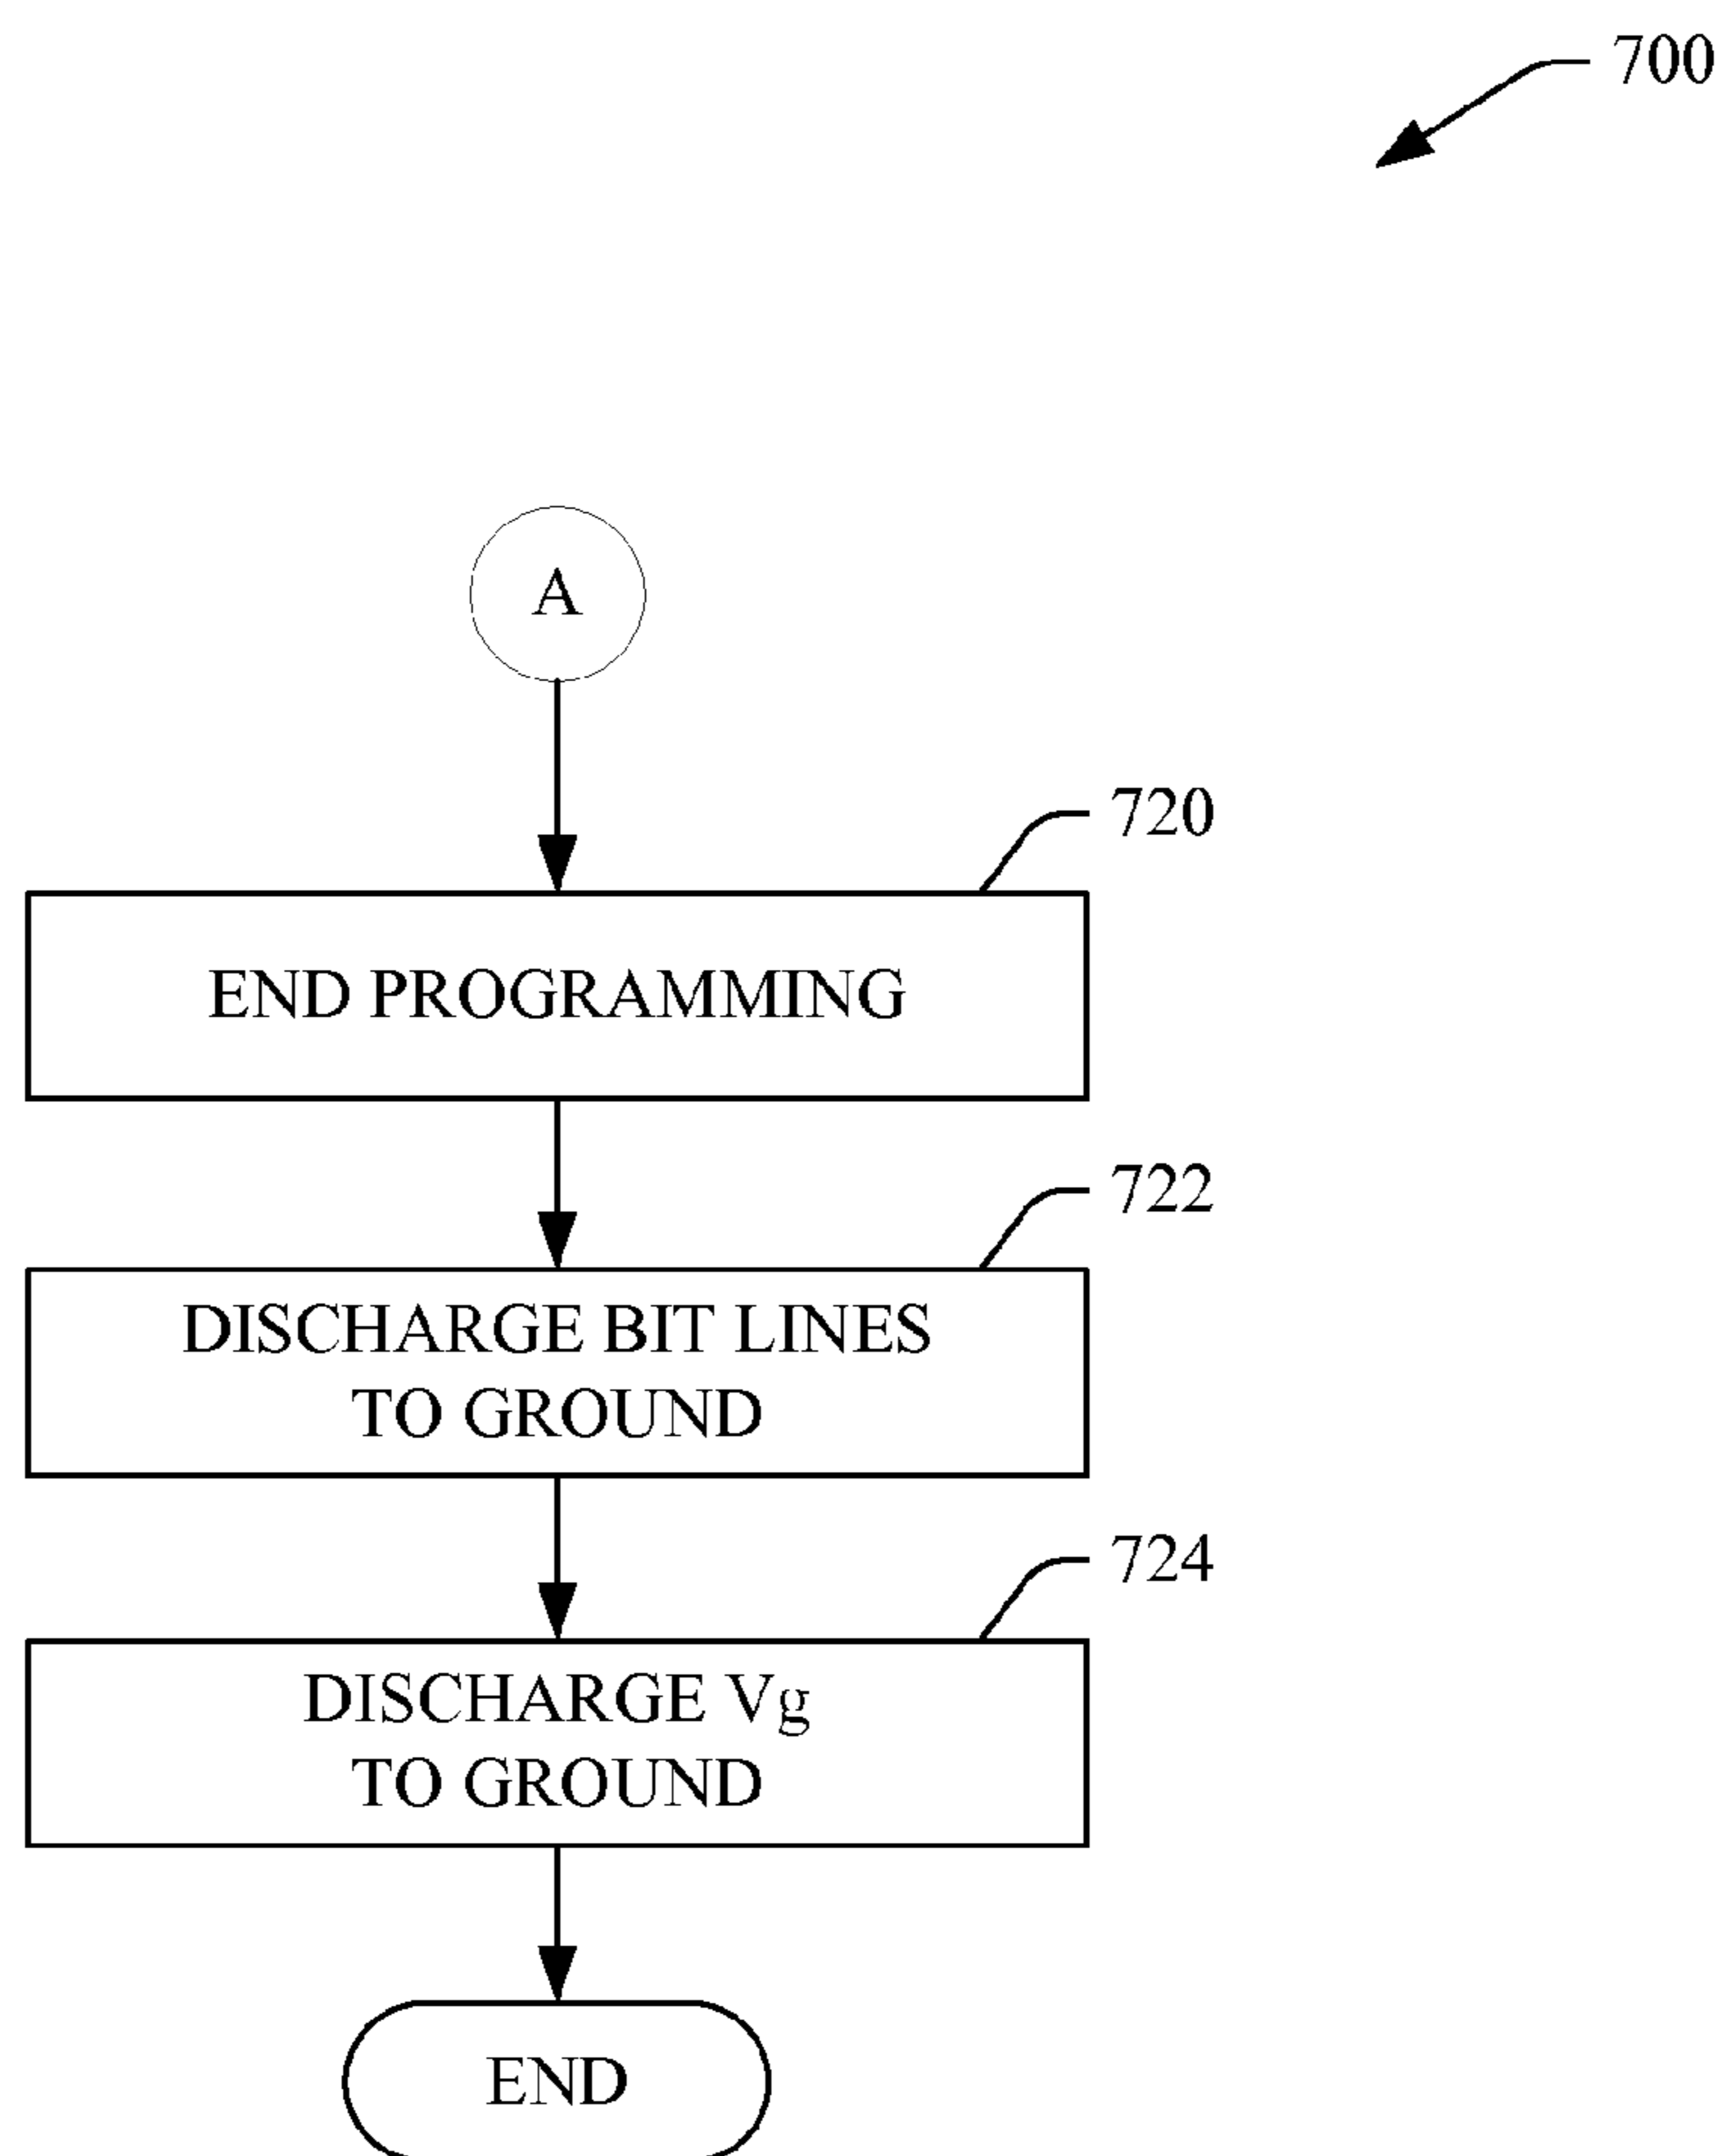 700
A
720
END PROGRAMMING
722
DISCHARGE BIT LINES
TO GROUND
724
DISCHARGE Vg
TO GROUND
END